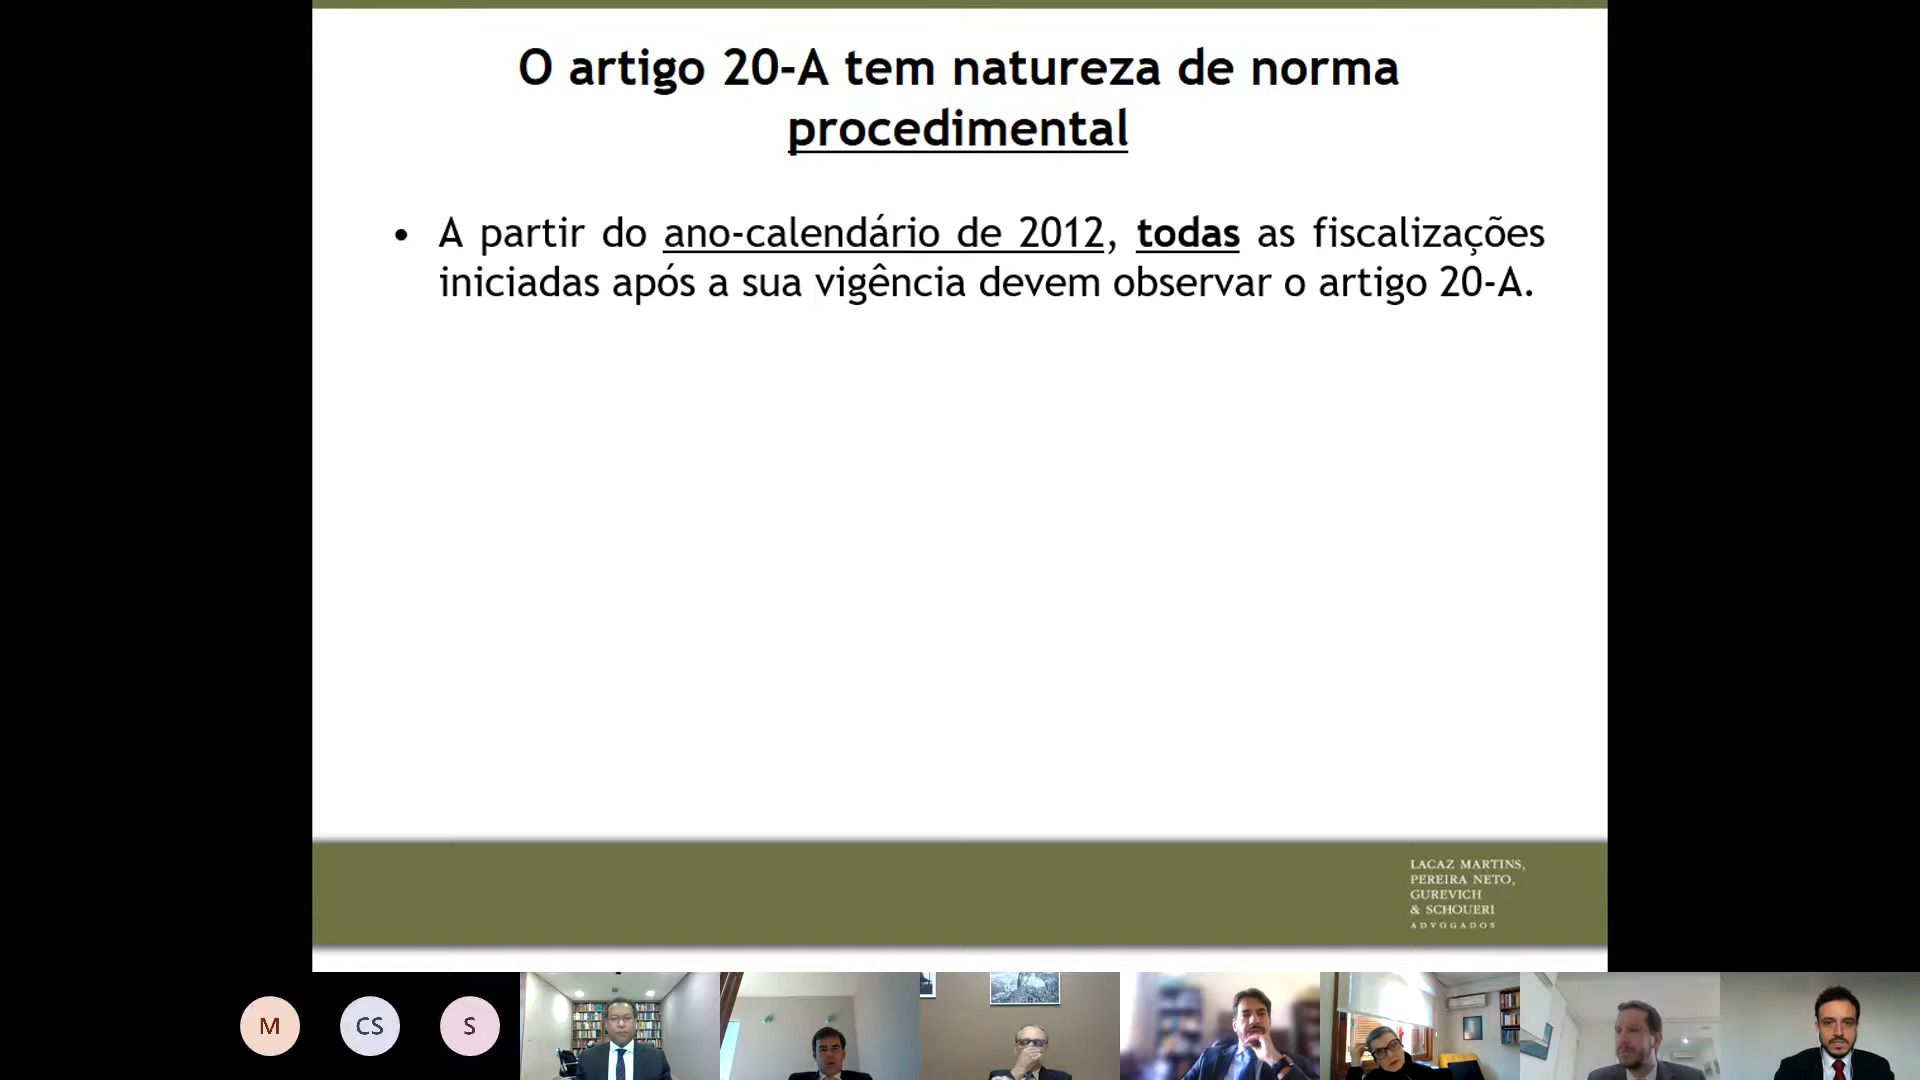 O artigo 20-A tem natureza de norma
procedimental
• A partir do ano-calendário de 2012, todas as fiscalizações
iniciadas após a sua vigência devem observar o artigo 20-A.
LACAZ MARTINS,
PEREIRA NETO,
GUREVICH
& SCHOUERI
ADVOGADOS
M CS S